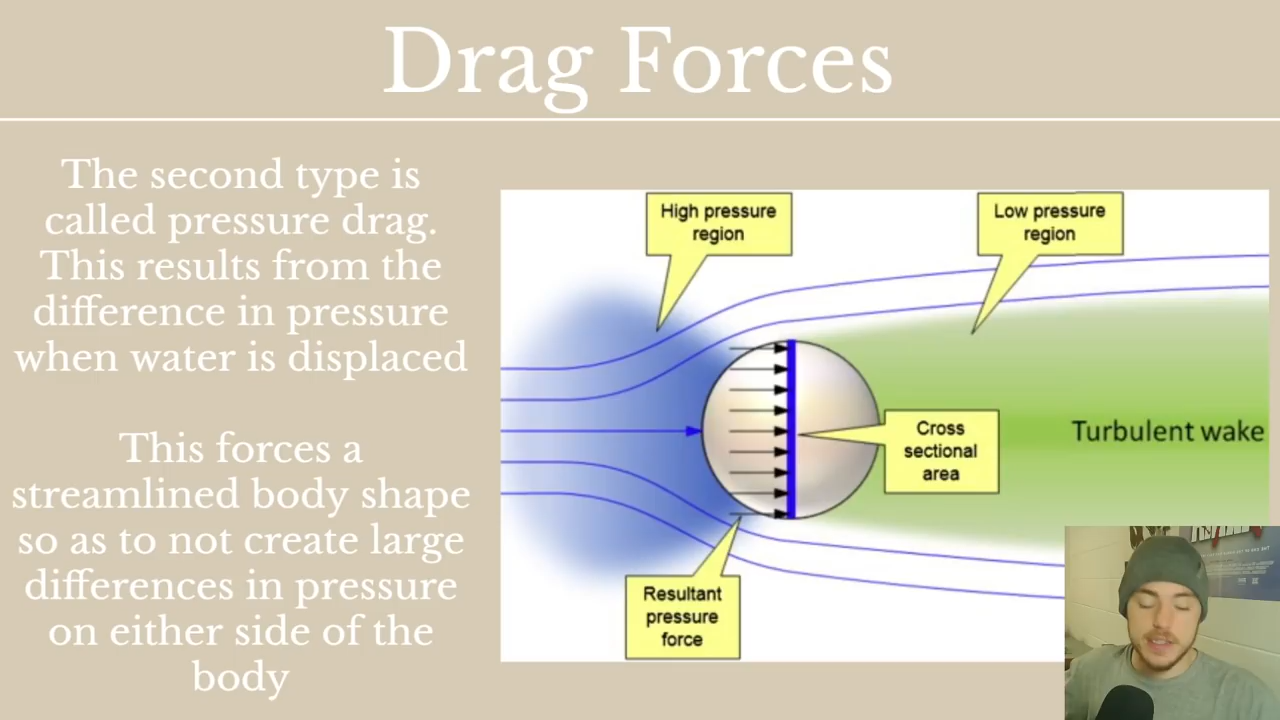 Drag Forces
The second type is
called pressure drag.
This results from the
difference in pressure
when water is displaced
This forces a
streamlined body shape
so as to not create large
differences in pressure
on either side of the
body
High pressure
region
Low pressure
region
Cross
sectional
area
Turbulent wake
Resultant
pressure
force